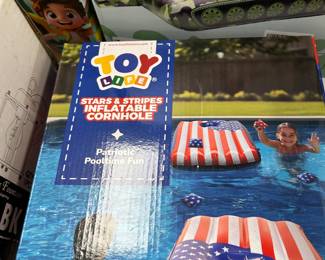 TOY
LIFE
STARS & STRIPES
INFLATABLE
CORNHOLE
Patriotic
Pooltime Fun